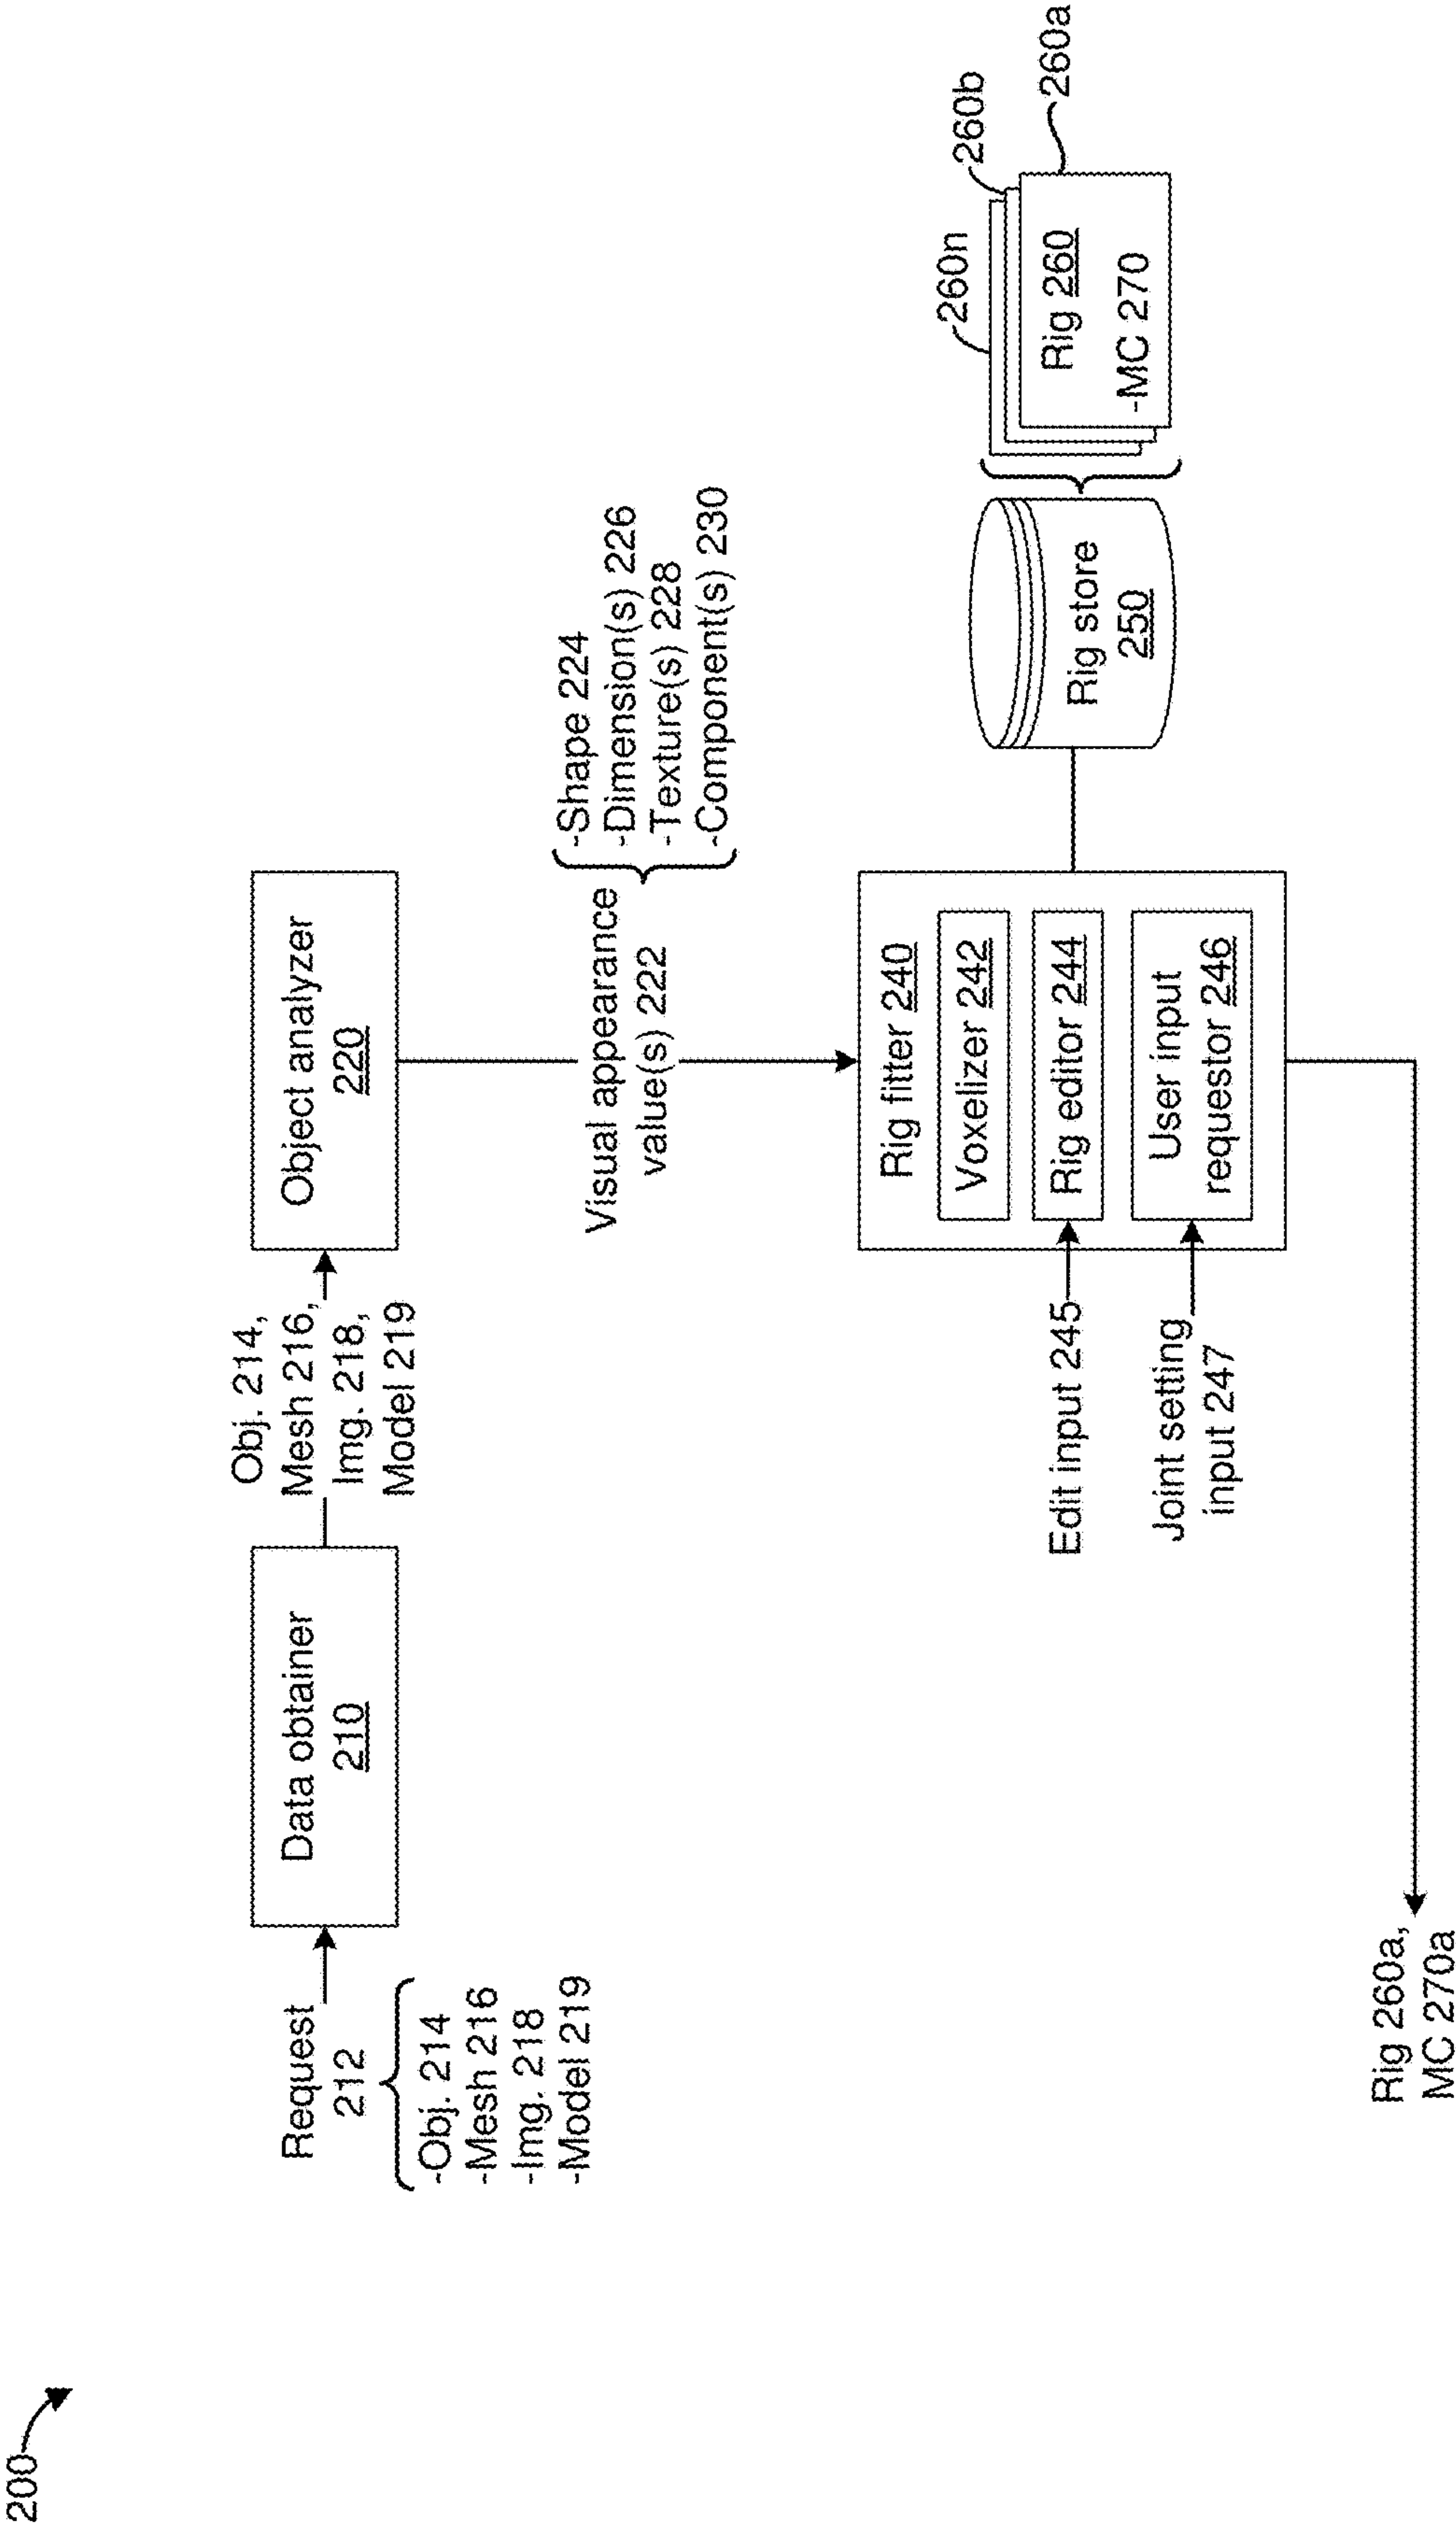 200
Request
212
-Obj. 214
-Mesh 216
-Img. 218
-Model 219
Data obtainer
210
Obj. 214,
Mesh 216,
Img. 218,
Model 219
Object analyzer
220
Visual appearance
value(s) 222
-Shape 224
-Dimension(s) 226
-Texture(s) 228
-Component(s) 230
Rig fitter 240
Voxelizer 242
Rig editor 244
User input
requestor 246
Edit input 245
Joint setting
input 247
Rig store
250
260n
260b
260a
Rig 260
-MC 270
Rig 260a,
MC 270a